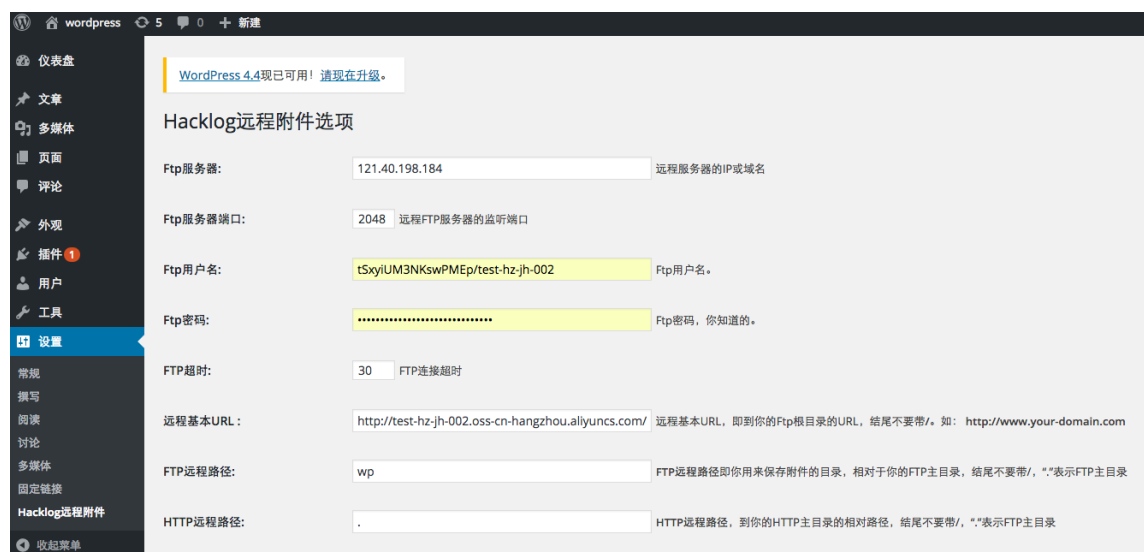 wordpress 5 0 + 新建
仪表盘
文章
多媒体
页面
评论
外观
插件 1
用户
工具
设置
常规
撰写
阅读
讨论
多媒体
固定链接
Hacklog远程附件
收起菜单
WordPress 4.4现已可用！请现在升级。
Hacklog远程附件选项
Ftp服务器: 121.40.198.184 远程服务器的IP或域名
Ftp服务器端口: 2048 远程FTP服务器的监听端口
Ftp用户名: tSxyiUM3NKswPMEp/test-hz-jh-002 Ftp用户名。
Ftp密码: •••••••••••••••••••••••••••••• Ftp密码，你知道的。
FTP超时: 30 FTP连接超时
远程基本URL： http://test-hz-jh-002.oss-cn-hangzhou.aliyuncs.com/ 远程基本URL，即到你的Ftp根目录的URL，结尾不要带/。如： http://www.your-domain.com
FTP远程路径: wp FTP远程路径即你用来保存附件的目录，相对于你的FTP主目录，结尾不要带/，“.”表示FTP主目录
HTTP远程路径: . HTTP远程路径，到你的HTTP主目录的相对路径，结尾不要带/，“.”表示FTP主目录